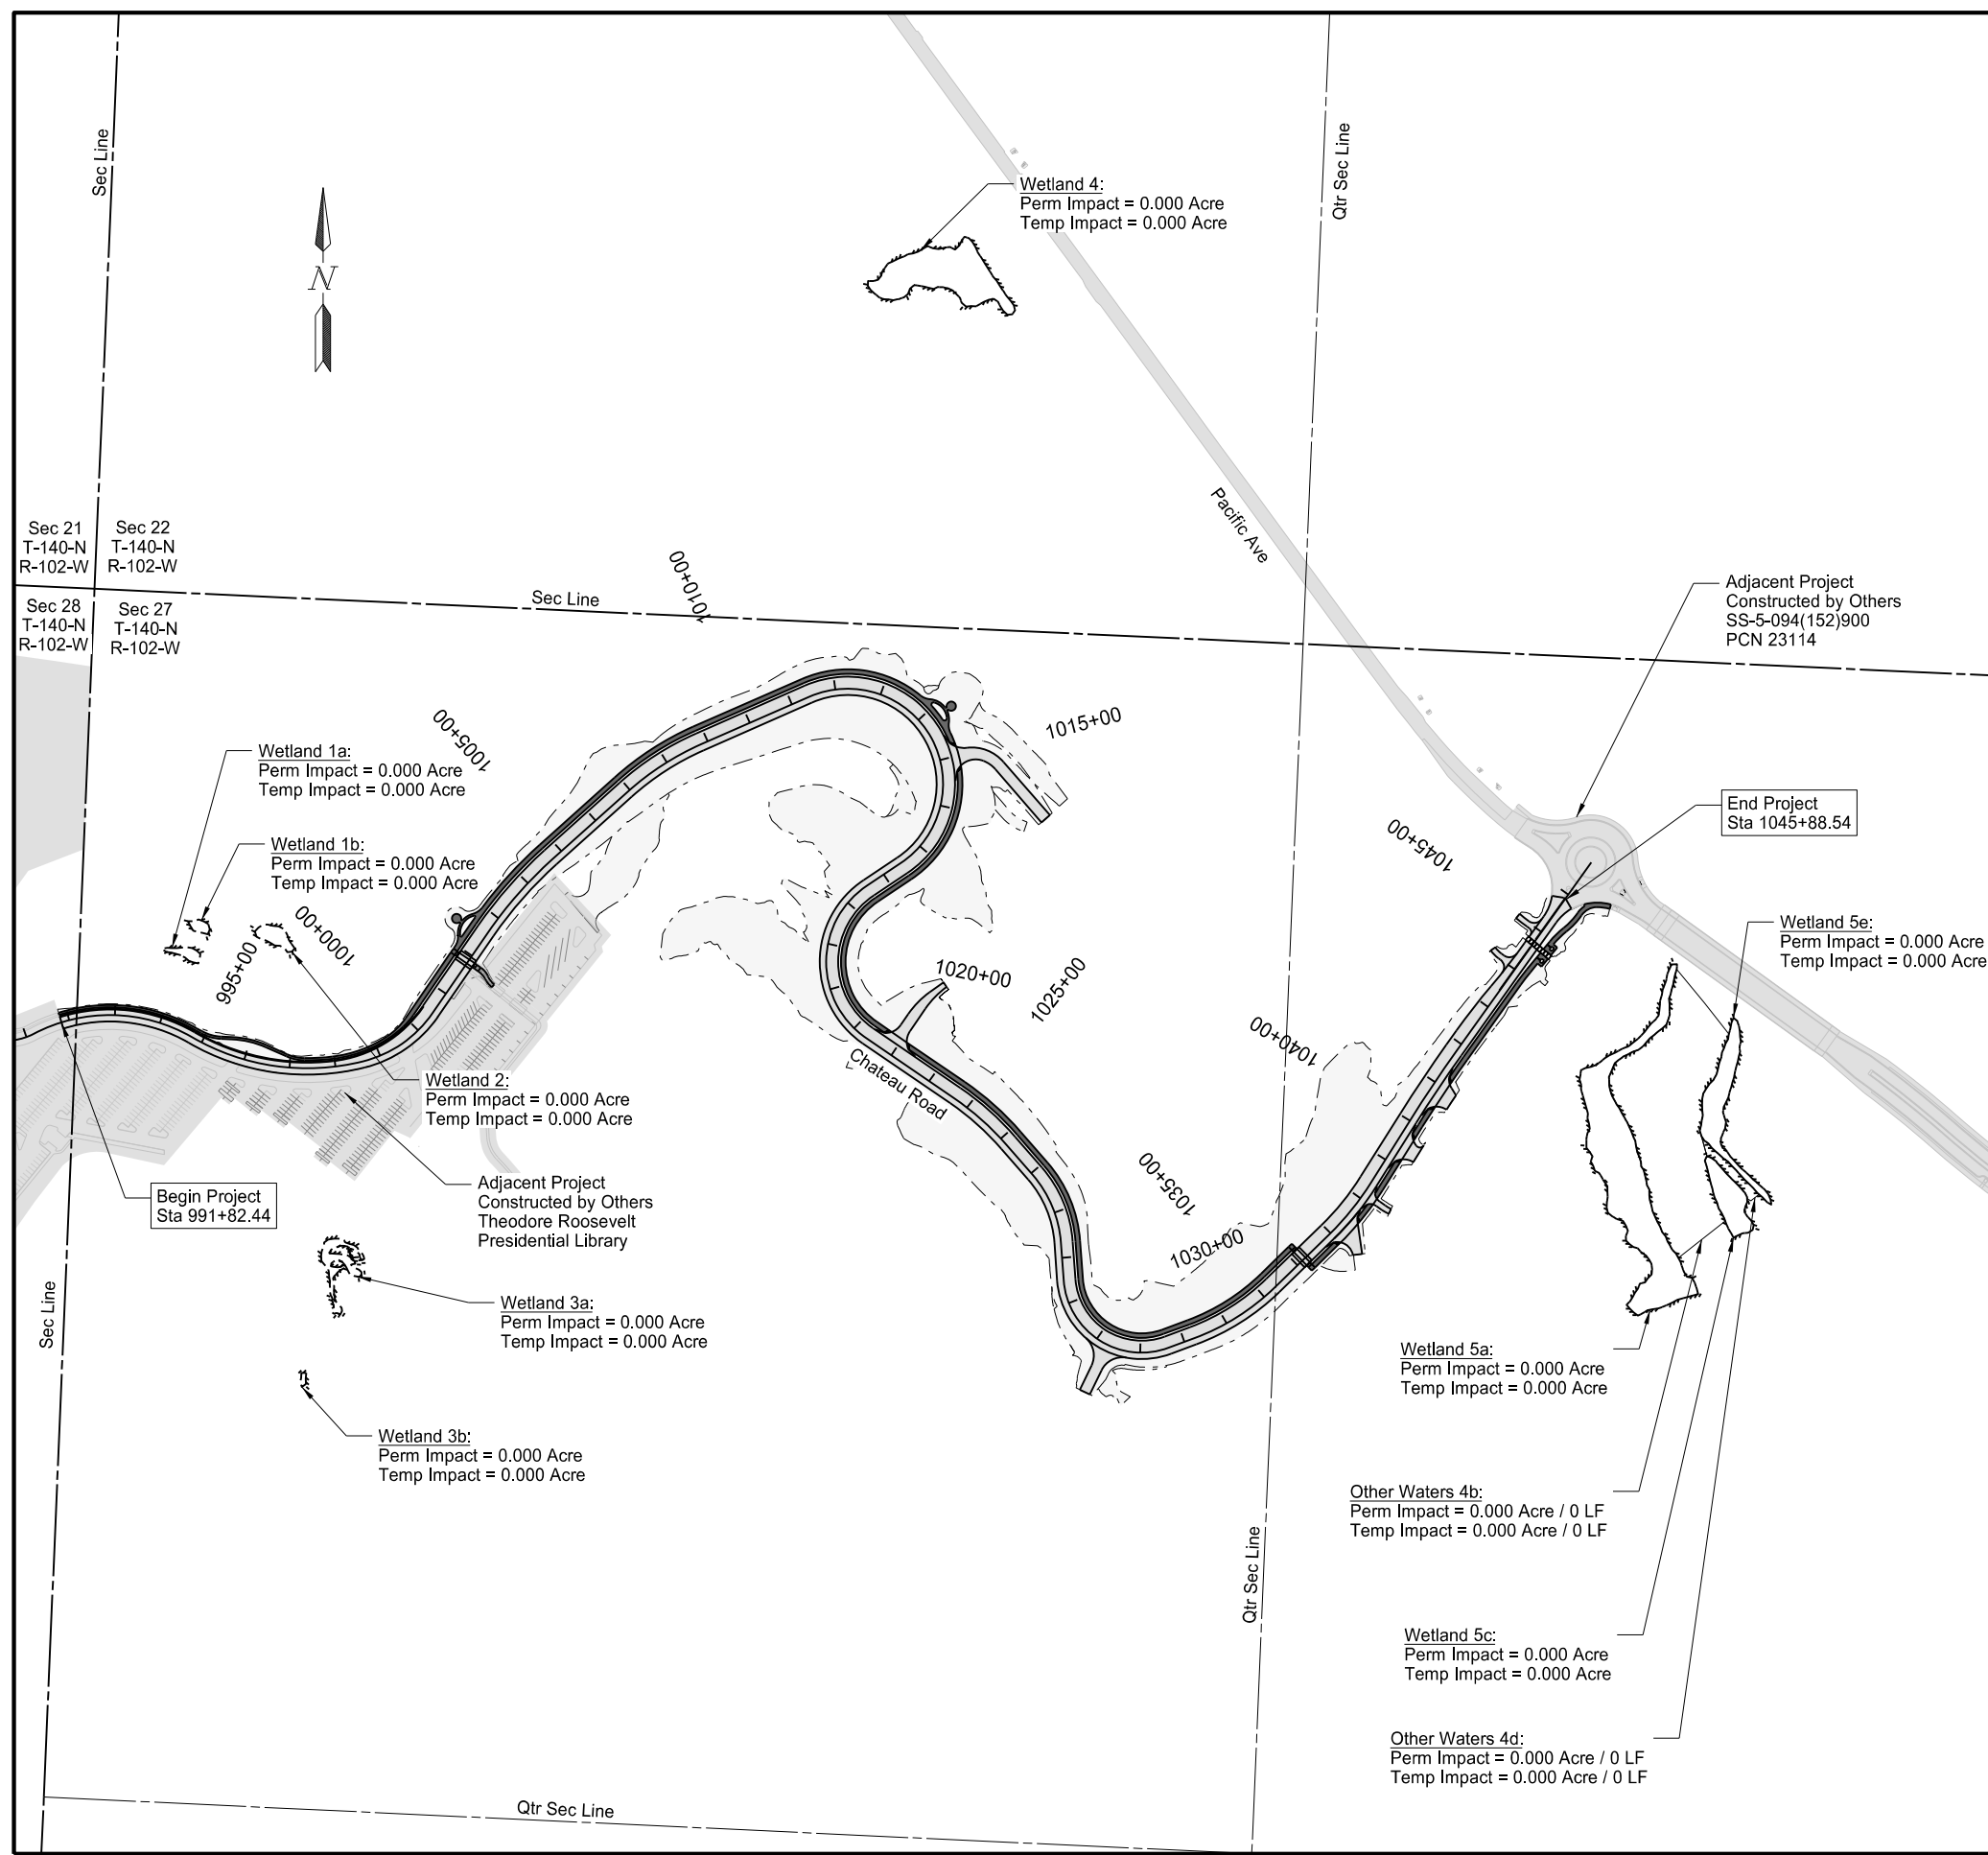 Sec Line
Qtr Sec Line
Wetland 4:
Perm Impact = 0.000 Acre
Temp Impact = 0.000 Acre
N
Pacific Ave
Sec 21
T-140-N
R-102-W
Sec 22
T-140-N
R-102-W
Sec 28
T-140-N
R-102-W
Sec 27
T-140-N
R-102-W
Sec Line
1010+00
Adjacent Project
Constructed by Others
SS-5-094(152)900
PCN 23114
1005+00
1015+00
Wetland 1a:
Perm Impact = 0.000 Acre
Temp Impact = 0.000 Acre
End Project
Sta 1045+88.54
1045+00
Wetland 1b:
Perm Impact = 0.000 Acre
Temp Impact = 0.000 Acre
1000+00
995+00
Wetland 5e:
Perm Impact = 0.000 Acre
Temp Impact = 0.000 Acre
1020+00
1025+00
1040+00
Chateau Road
Wetland 2:
Perm Impact = 0.000 Acre
Temp Impact = 0.000 Acre
Adjacent Project
Constructed by Others
Theodore Roosevelt
Presidential Library
Begin Project
Sta 991+82.44
1035+00
1030+00
Sec Line
Wetland 3a:
Perm Impact = 0.000 Acre
Temp Impact = 0.000 Acre
Wetland 5a:
Perm Impact = 0.000 Acre
Temp Impact = 0.000 Acre
Wetland 3b:
Perm Impact = 0.000 Acre
Temp Impact = 0.000 Acre
Other Waters 4b:
Perm Impact = 0.000 Acre / 0 LF
Temp Impact = 0.000 Acre / 0 LF
Qtr Sec Line
Wetland 5c:
Perm Impact = 0.000 Acre
Temp Impact = 0.000 Acre
Other Waters 4d:
Perm Impact = 0.000 Acre / 0 LF
Temp Impact = 0.000 Acre / 0 LF
Qtr Sec Line